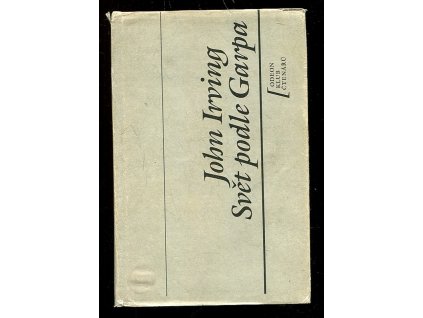 John Irving
Svět podle Garpa
ODEON
KLUB
ČTENÁŘŮ